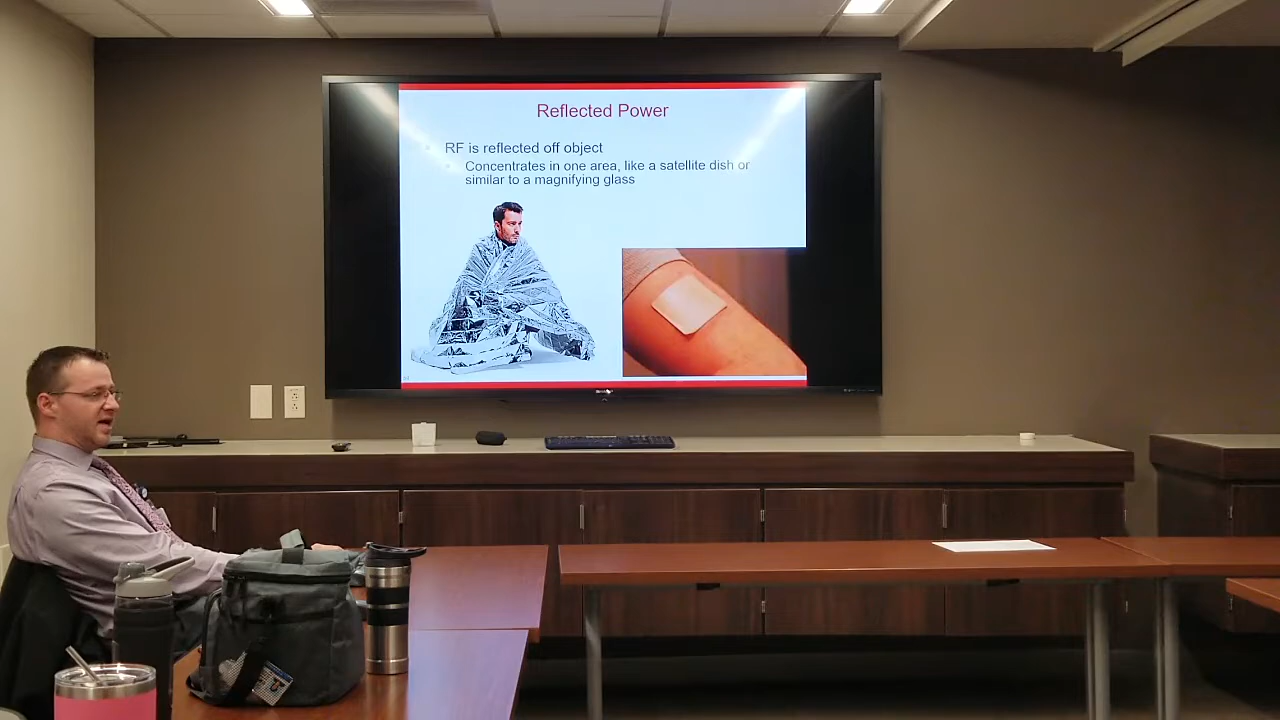 Reflected Power
RF is reflected off object
Concentrates in one area, like a satellite dish or
similar to a magnifying glass